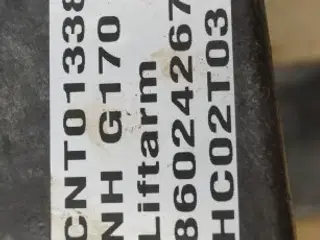 CNT01338
NH G170
Liftarm
86024267
HC02T03